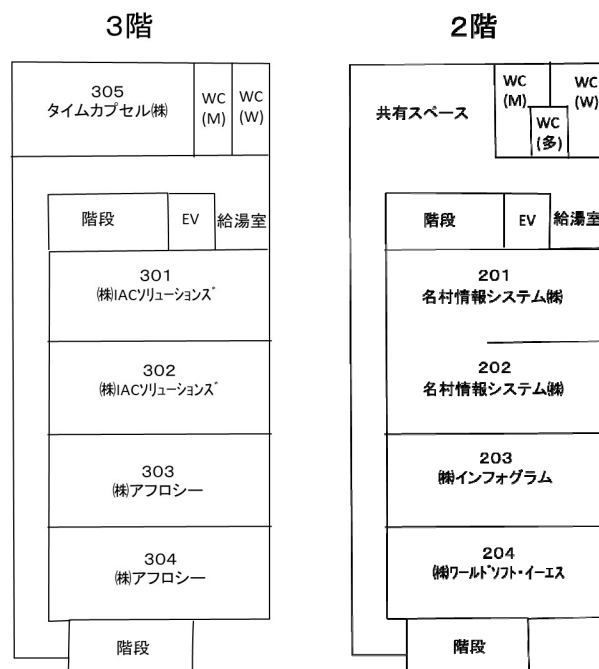 3階
305
タイムカプセル㈱
WC
(M)
WC
(W)
階段
EV
給湯室
301
㈱IACソリューションズ
302
㈱IACソリューションズ
303
㈱アフロシー
304
㈱アフロシー
階段
2階
共有スペース
WC
(M)
WC
(W)
WC
(多)
階段
EV
給湯室
201
名村情報システム㈱
202
名村情報システム㈱
203
㈱インフォグラム
204
㈱ワールドソフト・イーエス
階段